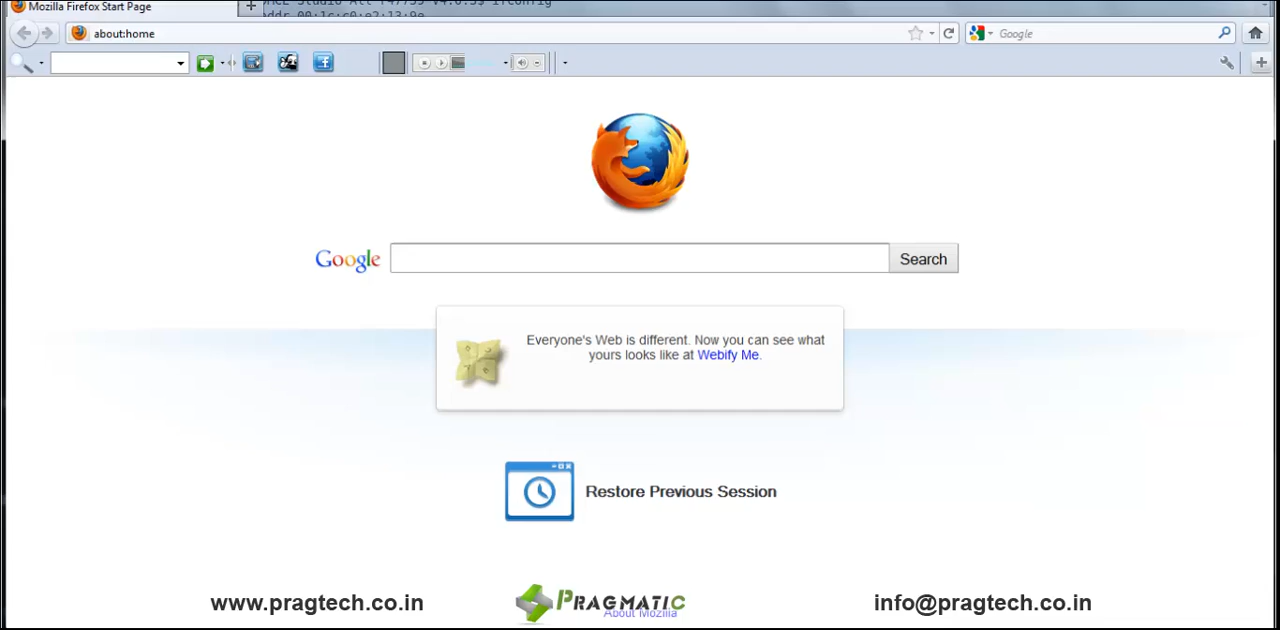 Mozilla Firefox Start Page
about:home
Google
Google
Search
Everyone's Web is different. Now you can see what
yours looks like at Webify Me.
Restore Previous Session
www.pragtech.co.in
PRAGMATIC
info@pragtech.co.in
About Mozilla